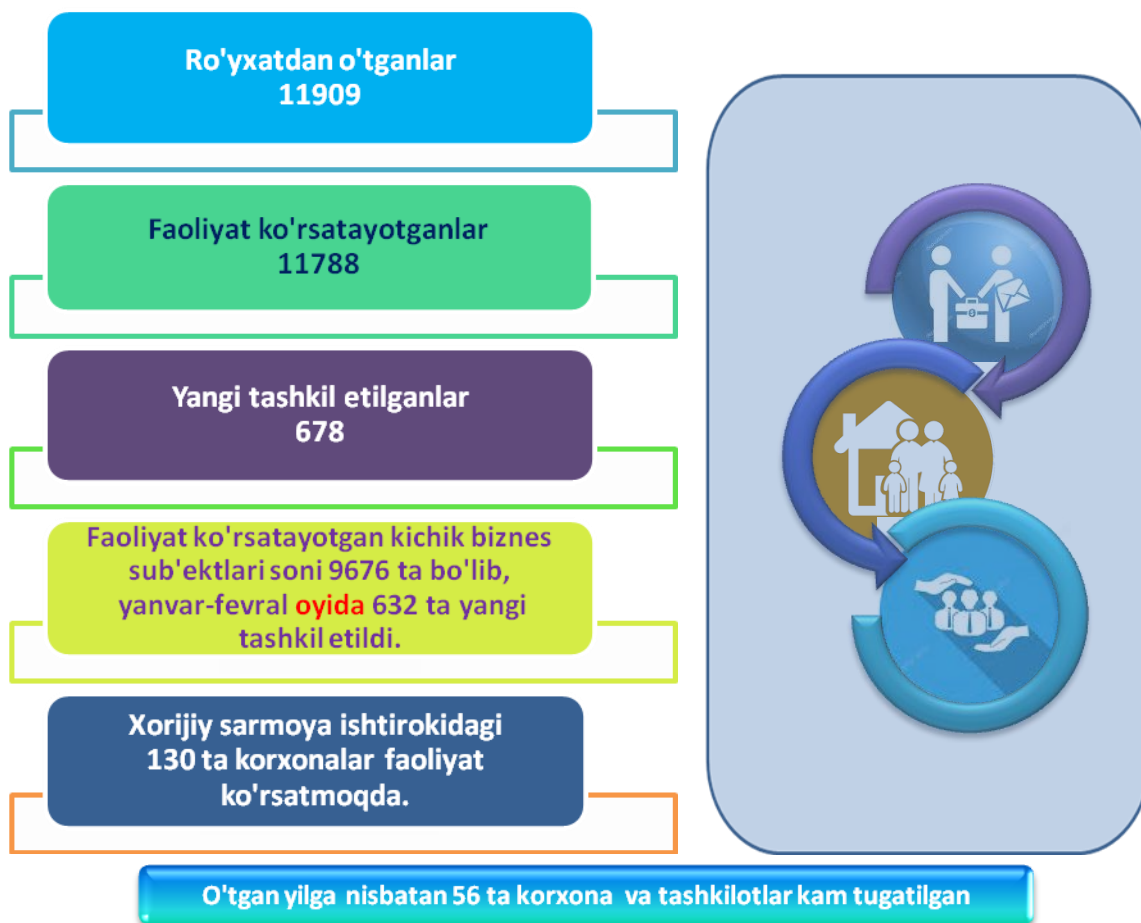 Ro'yxatdan o'tganlar
11909
Faoliyat ko'rsatayotganlar
11788
Yangi tashkil etilganlar
678
Faoliyat ko'rsatayotgan kichik biznes
sub'ektlari soni 9676 ta bo'lib,
yanvar-fevral oyida 632 ta yangi
tashkil etildi.
Xorijiy sarmoya ishtirokidagi
130 ta korxonalar faoliyat
ko'rsatmoqda.
O'tgan yilga nisbatan 56 ta korxona va tashkilotlar kam tugatilgan